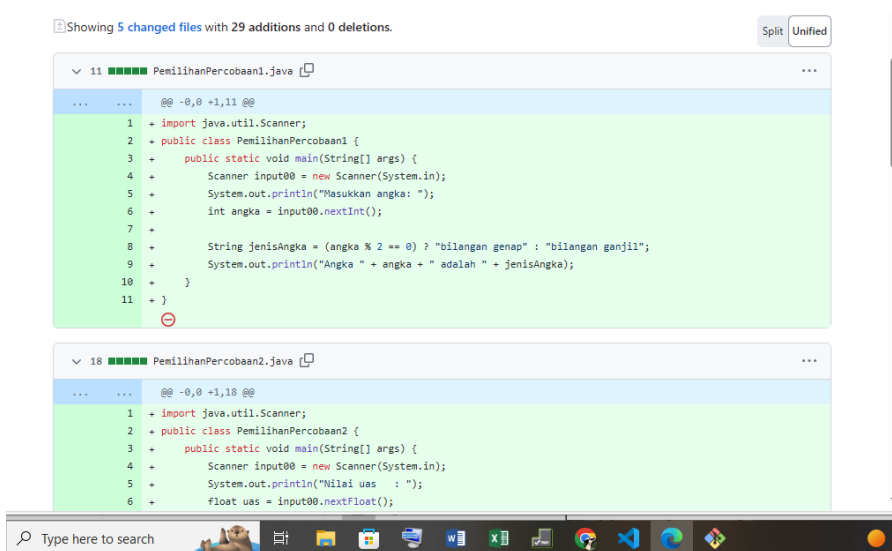 Showing 5 changed files with 29 additions and 0 deletions.
Split Unified
11 PemilihanPercobaan1.java
... ... @@ -0,0 +1,11 @@
1 + import java.util.Scanner;
2 + public class PemilihanPercobaan1 {
3 +     public static void main(String[] args) {
4 +         Scanner input00 = new Scanner(System.in);
5 +         System.out.println("Masukkan angka: ");
6 +         int angka = input00.nextInt();
7 +
8 +         String jenisAngka = (angka % 2 == 0) ? "bilangan genap" : "bilangan ganjil";
9 +         System.out.println("Angka " + angka + " adalah " + jenisAngka);
10 +     }
11 + }
18 PemilihanPercobaan2.java
... ... @@ -0,0 +1,18 @@
1 + import java.util.Scanner;
2 + public class PemilihanPercobaan2 {
3 +     public static void main(String[] args) {
4 +         Scanner input00 = new Scanner(System.in);
5 +         System.out.println("Nilai uas   : ");
6 +         float uas = input00.nextFloat();
Type here to search